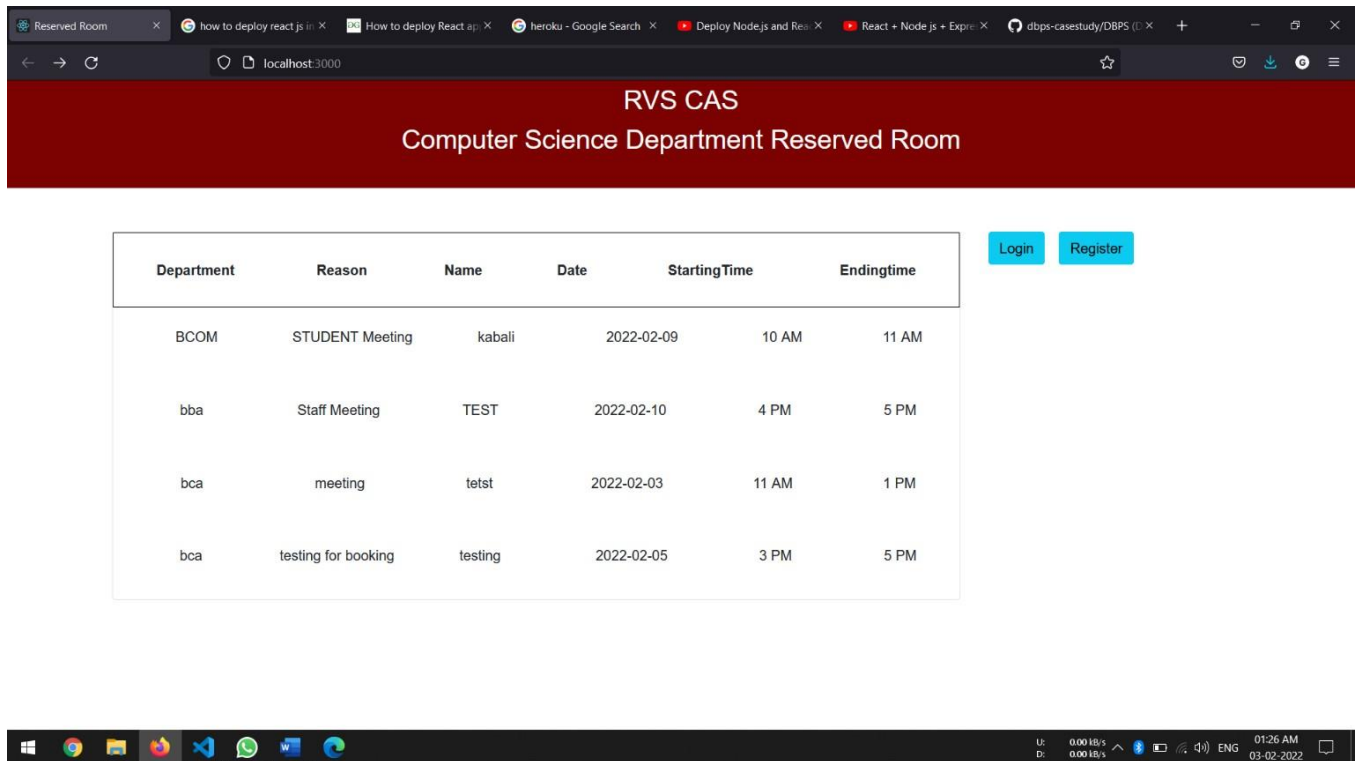 Reserved Room how to deploy react js in How to deploy React ap heroku - Google Search Deploy Node.js and Rea React + Node js + Expre dbps-casestudy/DBPS (D
localhost:3000
RVS CAS
Computer Science Department Reserved Room
Login Register
Department Reason Name Date StartingTime Endingtime
BCOM STUDENT Meeting kabali 2022-02-09 10 AM 11 AM
bba Staff Meeting TEST 2022-02-10 4 PM 5 PM
bca meeting tetst 2022-02-03 11 AM 1 PM
bca testing for booking testing 2022-02-05 3 PM 5 PM
U: 0.00 kB/s
D: 0.00 kB/s
ENG
01:26 AM
03-02-2022